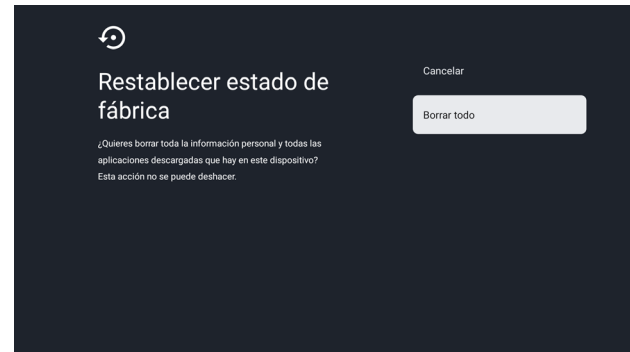 Restablecer estado de
fábrica
¿Quieres borrar toda la información personal y todas las
aplicaciones descargadas que hay en este dispositivo?
Esta acción no se puede deshacer.
Cancelar
Borrar todo